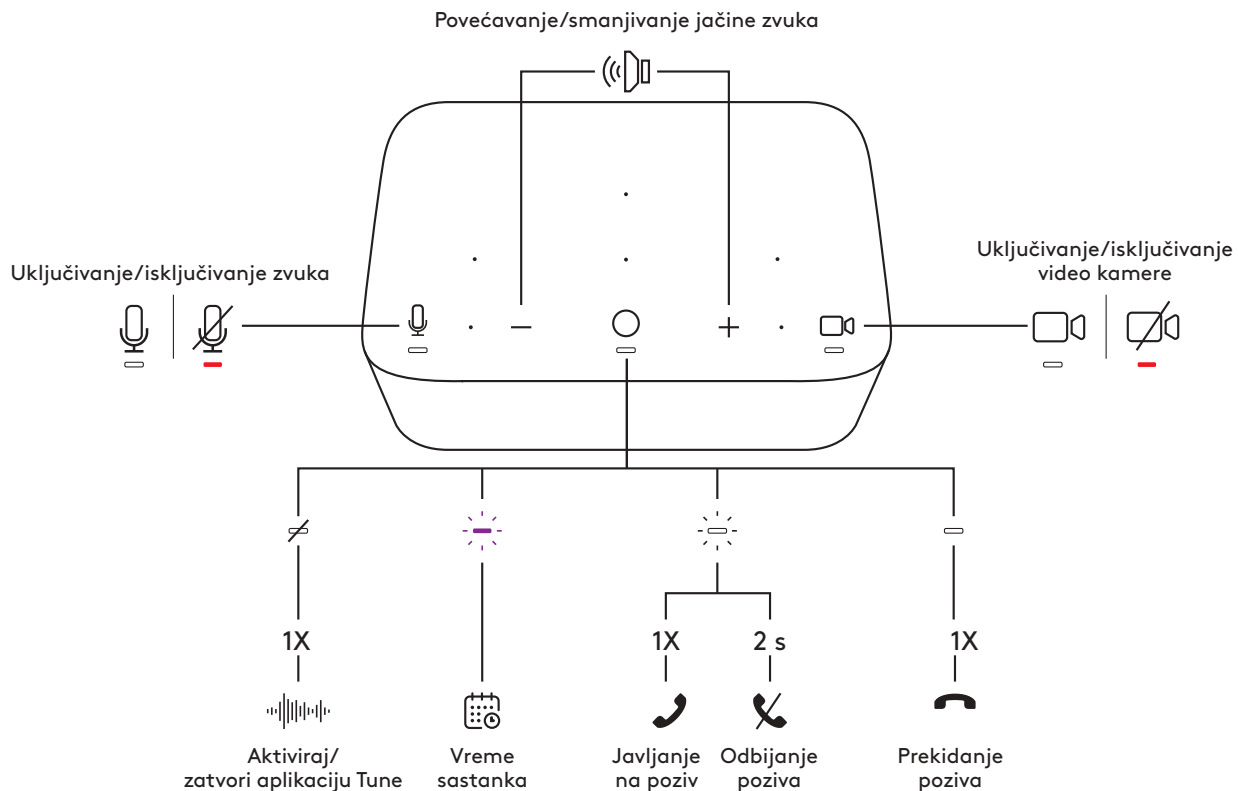 Povećavanje/smanjivanje jačine zvuka
Uključivanje/isključivanje zvuka
Uključivanje/isključivanje
video kamere
1X
1X
2 s
1X
Aktiviraj/
zatvori aplikaciju Tune
Vreme
sastanka
Javljanje
na poziv
Odbijanje
poziva
Prekidanje
poziva